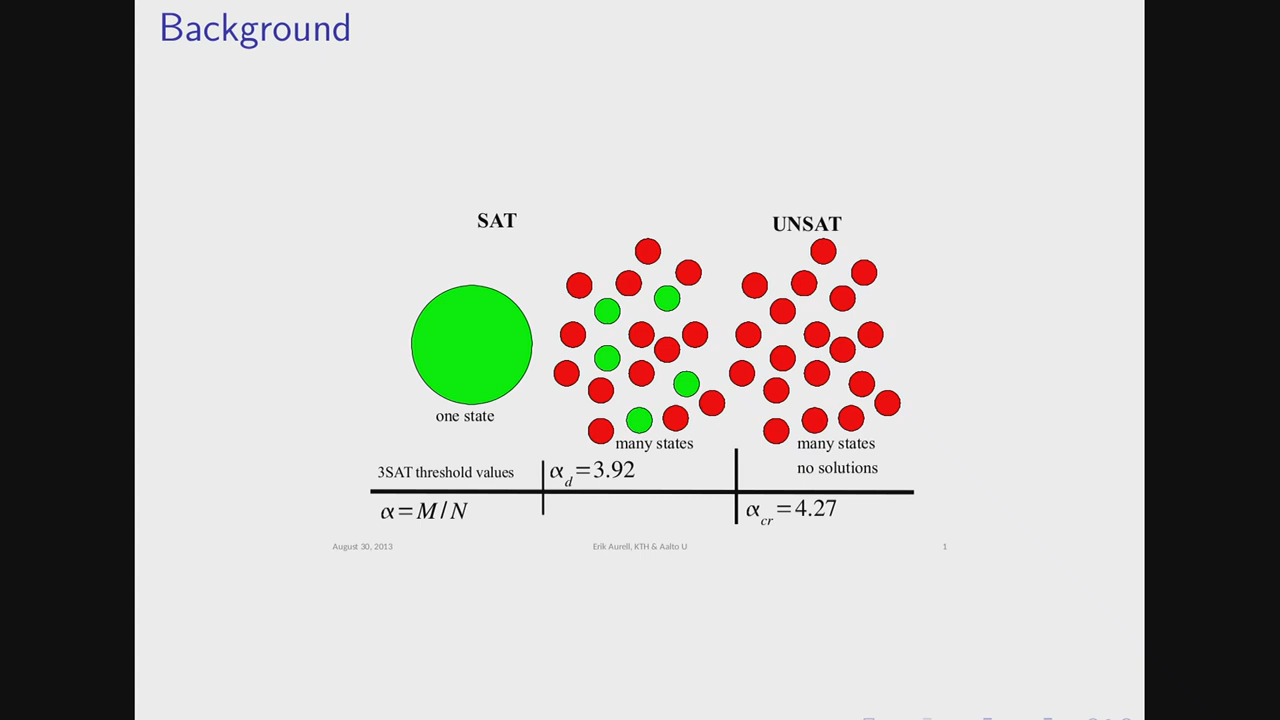 Background
SAT
UNSAT
one state
many states
many states
no solutions
3SAT threshold values
α_d=3.92
α=M/N
α_cr=4.27
August 30, 2013
Erik Aurell, KTH & Aalto U
1